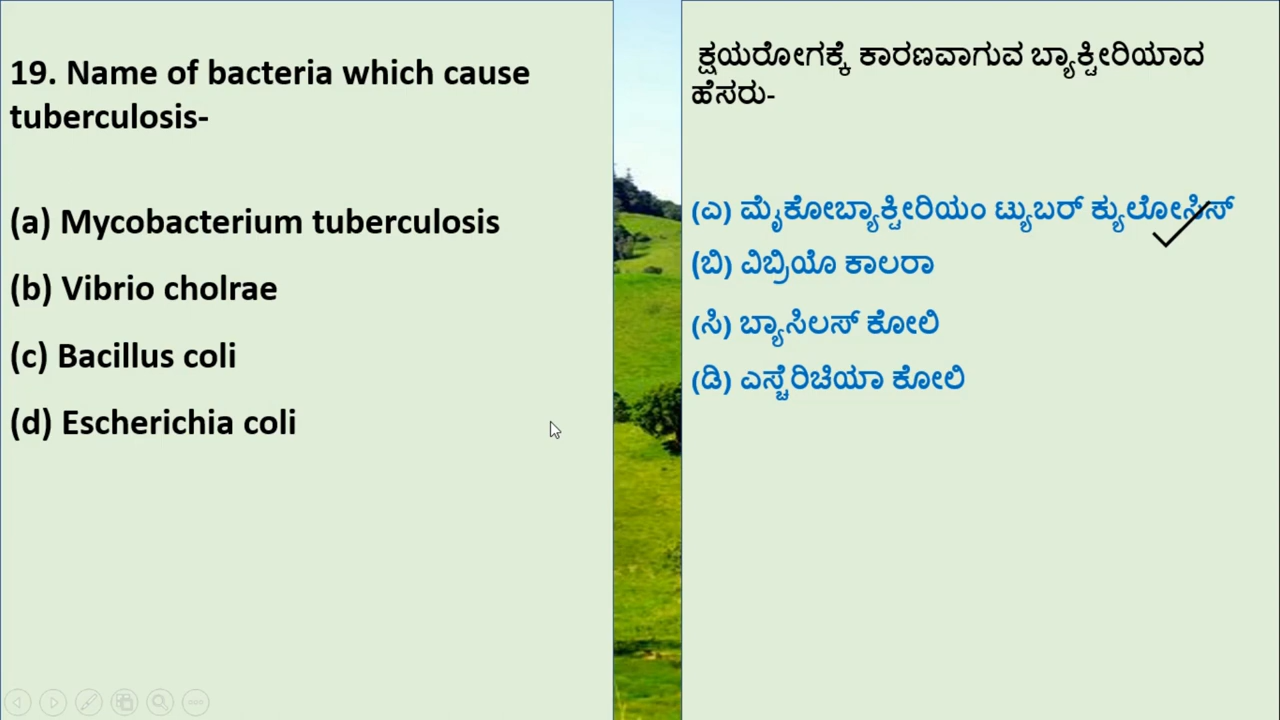 19. Name of bacteria which cause
tuberculosis-
(a) Mycobacterium tuberculosis
(b) Vibrio cholrae
(c) Bacillus coli
(d) Escherichia coli
ಕ್ಷಯರೋಗಕ್ಕೆ ಕಾರಣವಾಗುವ ಬ್ಯಾಕ್ಟೀರಿಯಾದ
ಹೆಸರು-
(ಎ) ಮೈಕೋಬ್ಯಾಕ್ಟೀರಿಯಂ ಟ್ಯುಬರ್ ಕ್ಯುಲೋಸಿಸ್
(ಬಿ) ವಿಬ್ರಿಯೊ ಕಾಲರಾ
(ಸಿ) ಬ್ಯಾಸಿಲಸ್ ಕೋಲಿ
(ಡಿ) ಎಸ್ಚೆರಿಚಿಯಾ ಕೋಲಿ